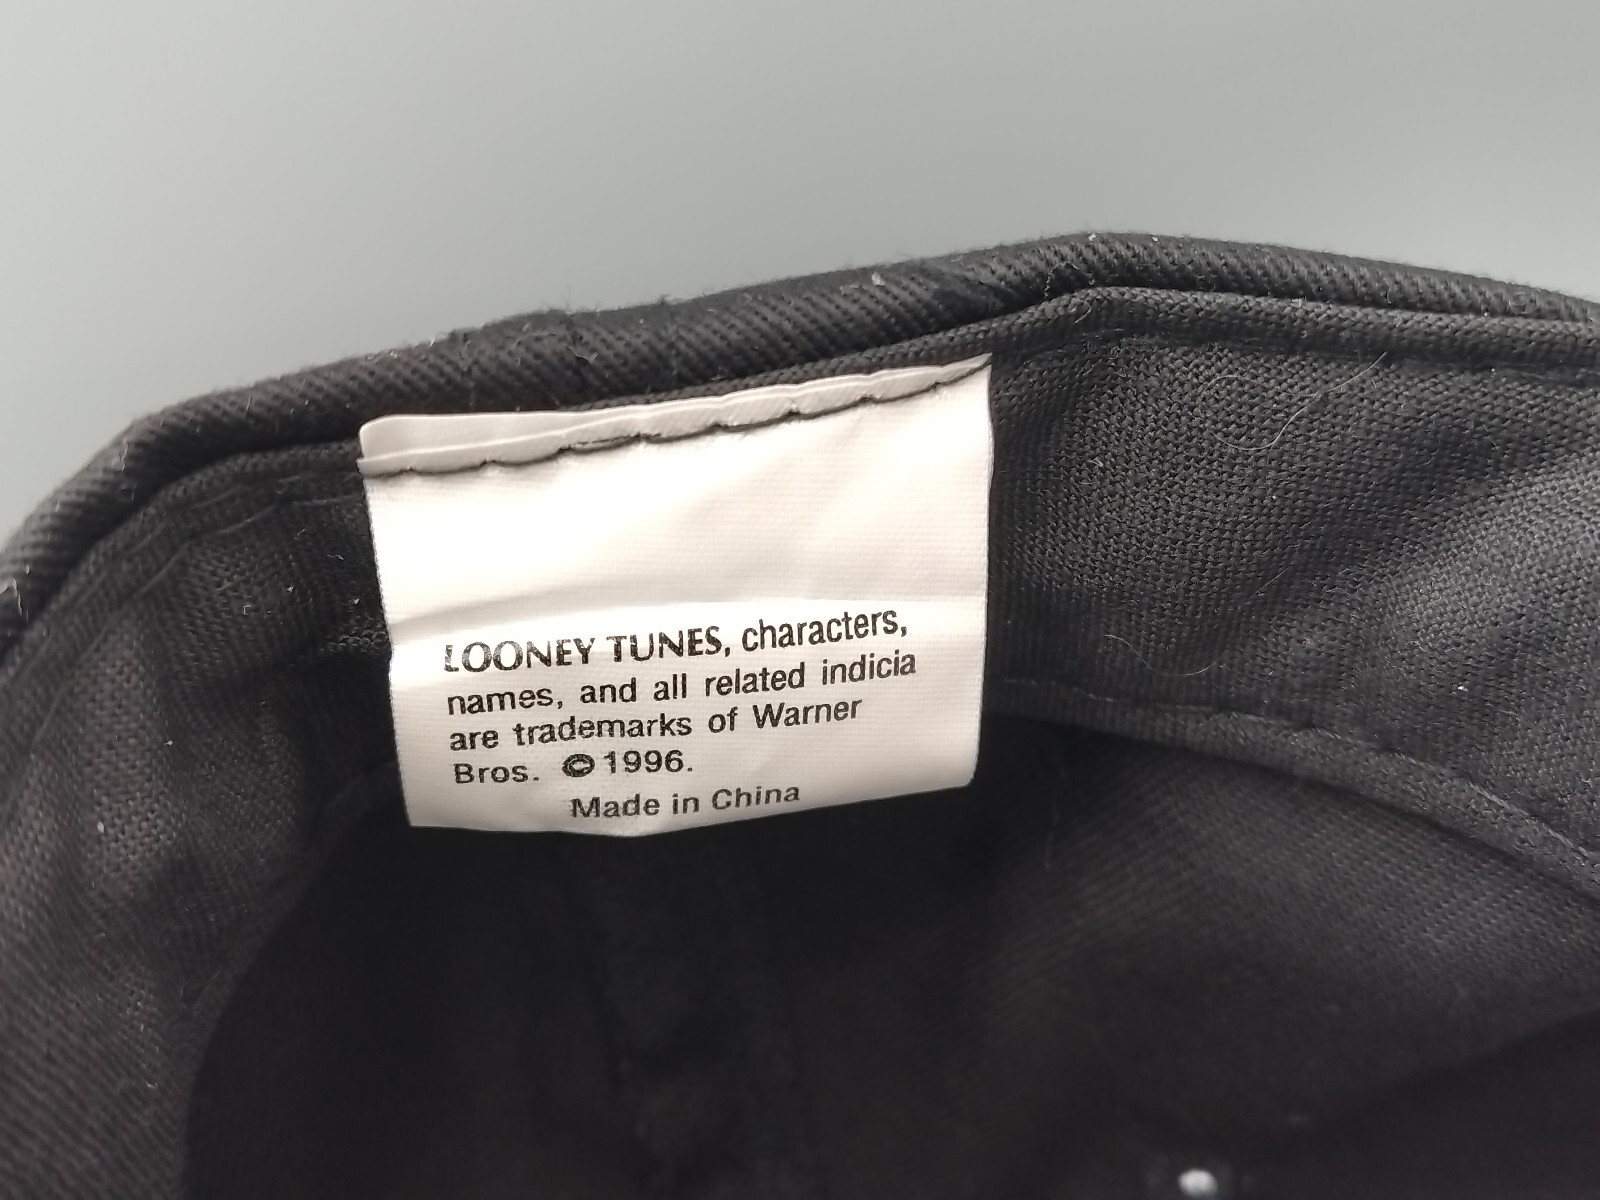 LOONEY TUNES, characters,
names, and all related indicia
are trademarks of Warner
Bros. ©1996.
Made in China